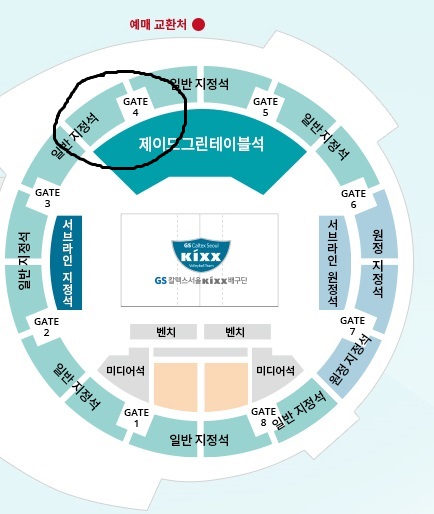 예매 교환처
일반 지정석
GATE
4
GATE
5
일반 지정석
일반 지정석
제이드그린테이블석
GATE
3
GATE
6
일반 지정석
서브라인 지정석
GS Caltex Seoul
kixx
Volleyball Team
GS칼텍스서울kixx배구단
서브라인 원정석
원정 지정석
GATE
2
GATE
7
벤치
벤치
미디어석
미디어석
원정 지정석
일반 지정석
GATE
1
GATE
8
일반 지정석
일반 지정석